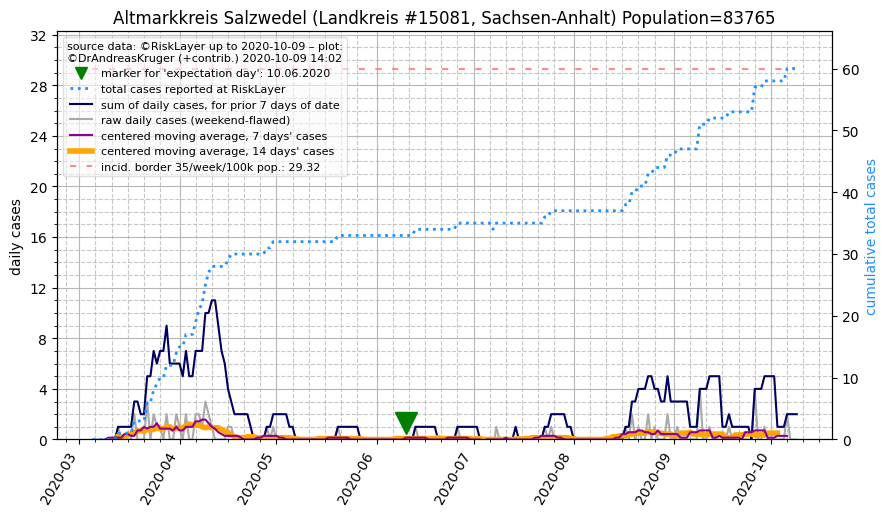 Altmarkkreis Salzwedel (Landkreis #15081, Sachsen-Anhalt) Population=83765
source data: ©RiskLayer up to 2020-10-09 – plot:
©DrAndreasKruger (+contrib.) 2020-10-09 14:02
marker for 'expectation day': 10.06.2020
total cases reported at RiskLayer
sum of daily cases, for prior 7 days of date
raw daily cases (weekend-flawed)
centered moving average, 7 days' cases
centered moving average, 14 days' cases
incid. border 35/week/100k pop.: 29.32
daily cases
32
28
24
20
16
12
8
4
0
cumulative total cases
60
50
40
30
20
10
0
2020-03
2020-04
2020-05
2020-06
2020-07
2020-08
2020-09
2020-10